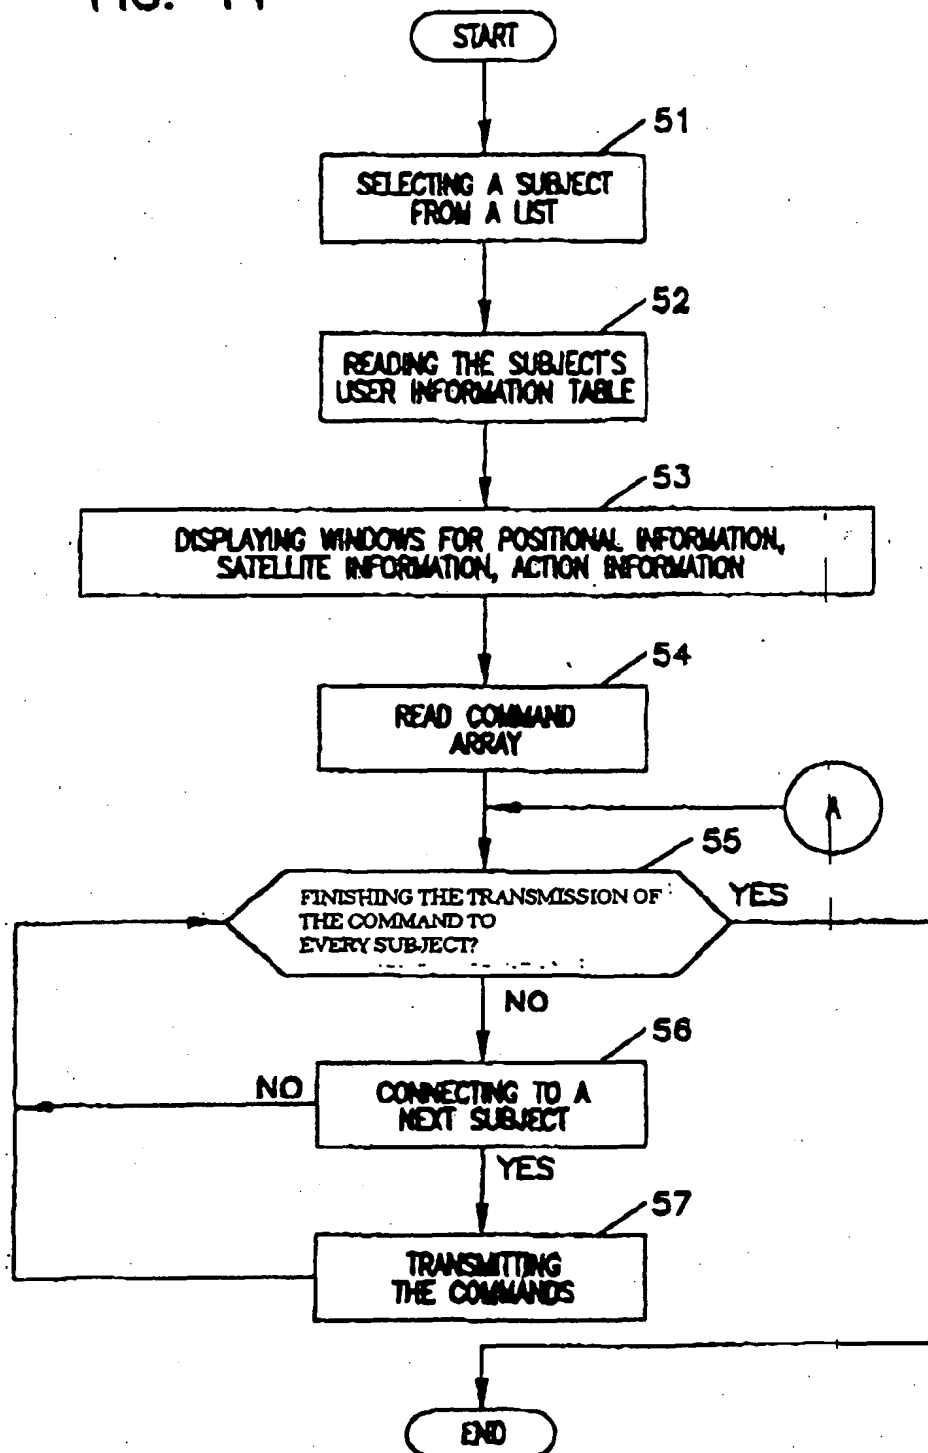 START
51
SELECTING A SUBJECT
FROM A LIST
52
READING THE SUBJECT'S
USER INFORMATION TABLE
53
DISPLAYING WINDOWS FOR POSITIONAL INFORMATION,
SATELLITE INFORMATION, ACTION INFORMATION
54
READ COMMAND
ARRAY
A
55
FINISHING THE TRANSMISSION OF
THE COMMAND TO
EVERY SUBJECT?
YES
NO
56
CONNECTING TO A
NEXT SUBJECT
NO
YES
57
TRANSMITTING
THE COMMANDS
END